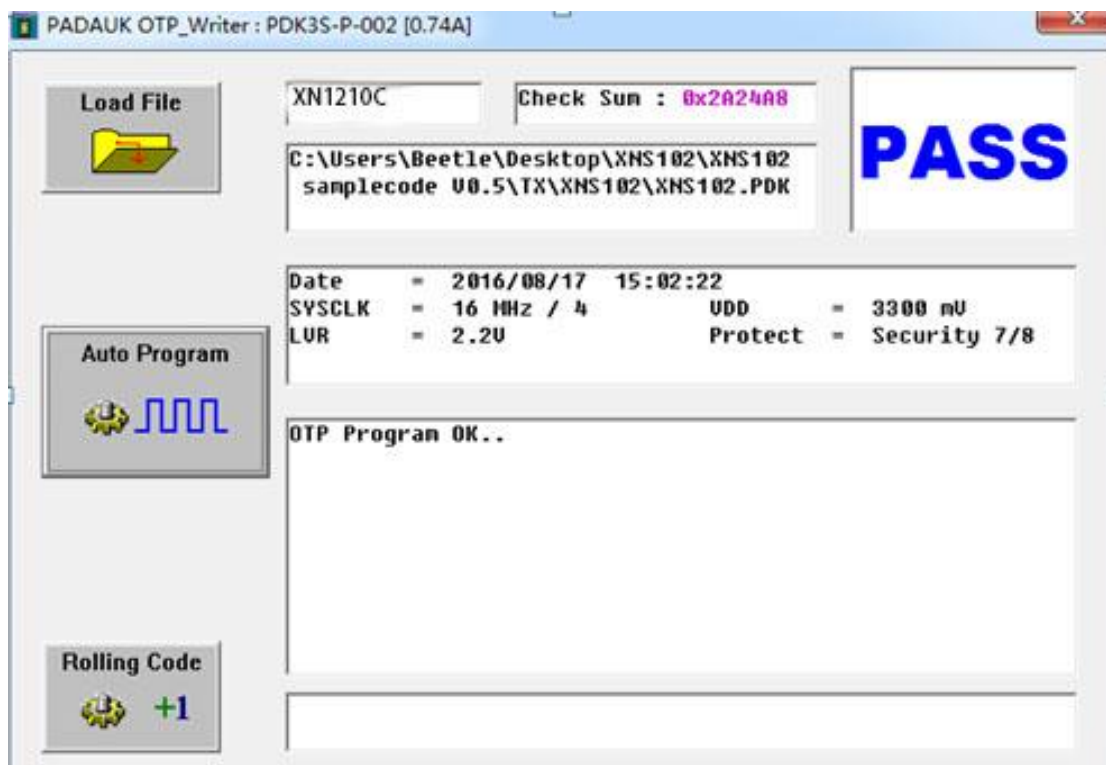 PADAUK OTP_Writer : PDK3S-P-002 [0.74A]
Load File
XN1210C
Check Sum : 0x2A24A8
PASS
C:\Users\Beetle\Desktop\XNS102\XNS102
samplecode V0.5\TX\XNS102\XNS102.PDK
Date = 2016/08/17 15:02:22
SYSCLK = 16 MHz / 4 VDD = 3300 mV
LVR = 2.2V Protect = Security 7/8
Auto Program
OTP Program OK..
Rolling Code
+1